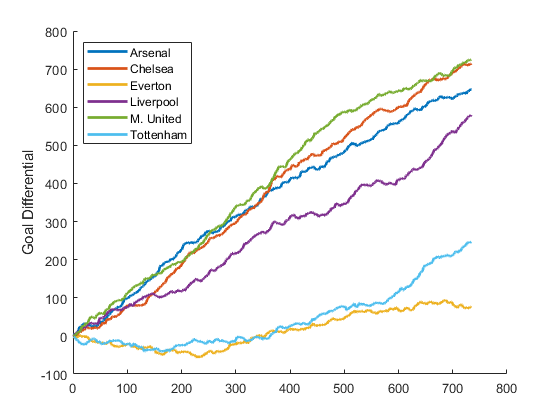 800
700
600
500
400
300
200
100
0
-100
Goal Differential
Arsenal
Chelsea
Everton
Liverpool
M. United
Tottenham
0 100 200 300 400 500 600 700 800